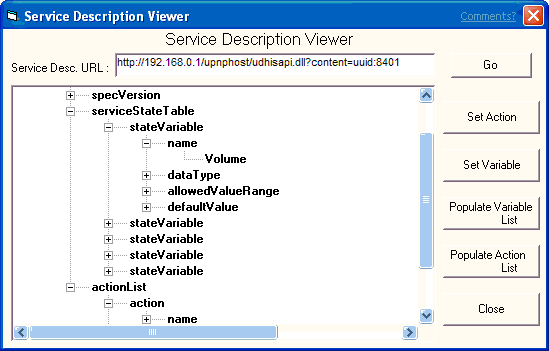 Service Description Viewer
Comments?
Service Description Viewer
Service Desc. URL :
http://192.168.0.1/upnphost/udhisapi.dll?content=uuid:8401
Go
specVersion
serviceStateTable
stateVariable
name
Volume
dataType
allowedValueRange
defaultValue
stateVariable
stateVariable
stateVariable
stateVariable
actionList
action
name
Set Action
Set Variable
Populate Variable
List
Populate Action
List
Close